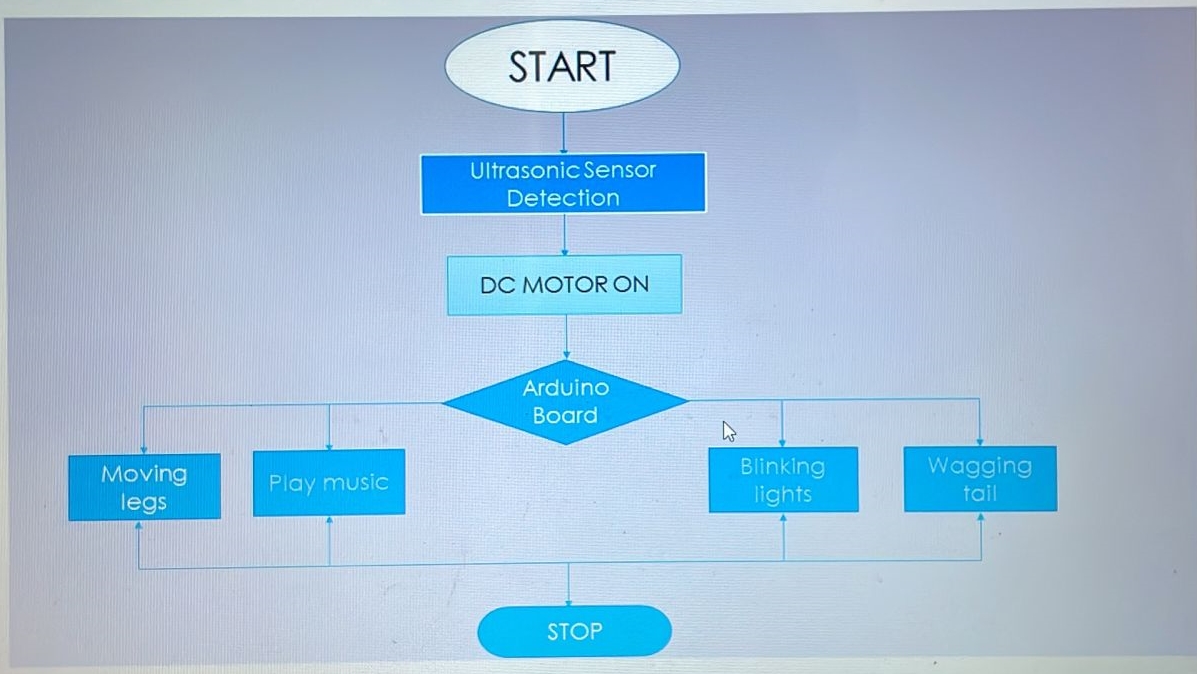 START
Ultrasonic Sensor
Detection
DC MOTOR ON
Arduino
Board
Moving
legs
Play music
Blinking
lights
Wagging
tail
STOP